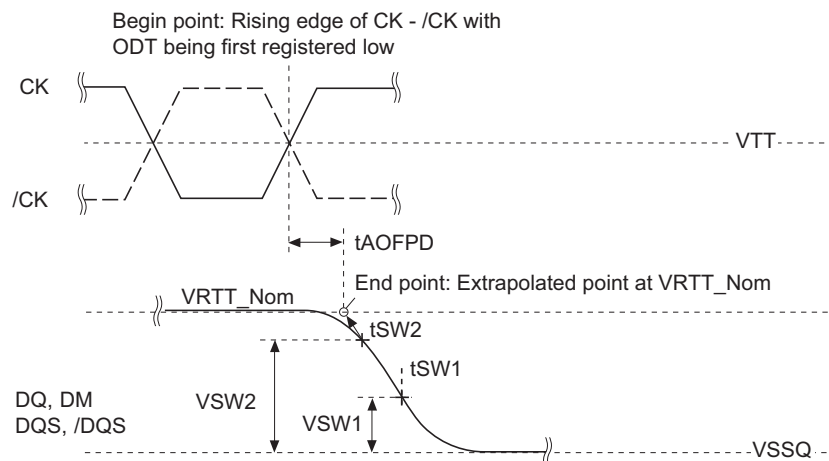 Begin point: Rising edge of CK - /CK with
ODT being first registered low
CK
VTT
/CK
tAOFPD
End point: Extrapolated point at VRTT_Nom
VRTT_Nom
tSW2
tSW1
DQ, DM
DQS, /DQS
VSW2
VSW1
VSSQ